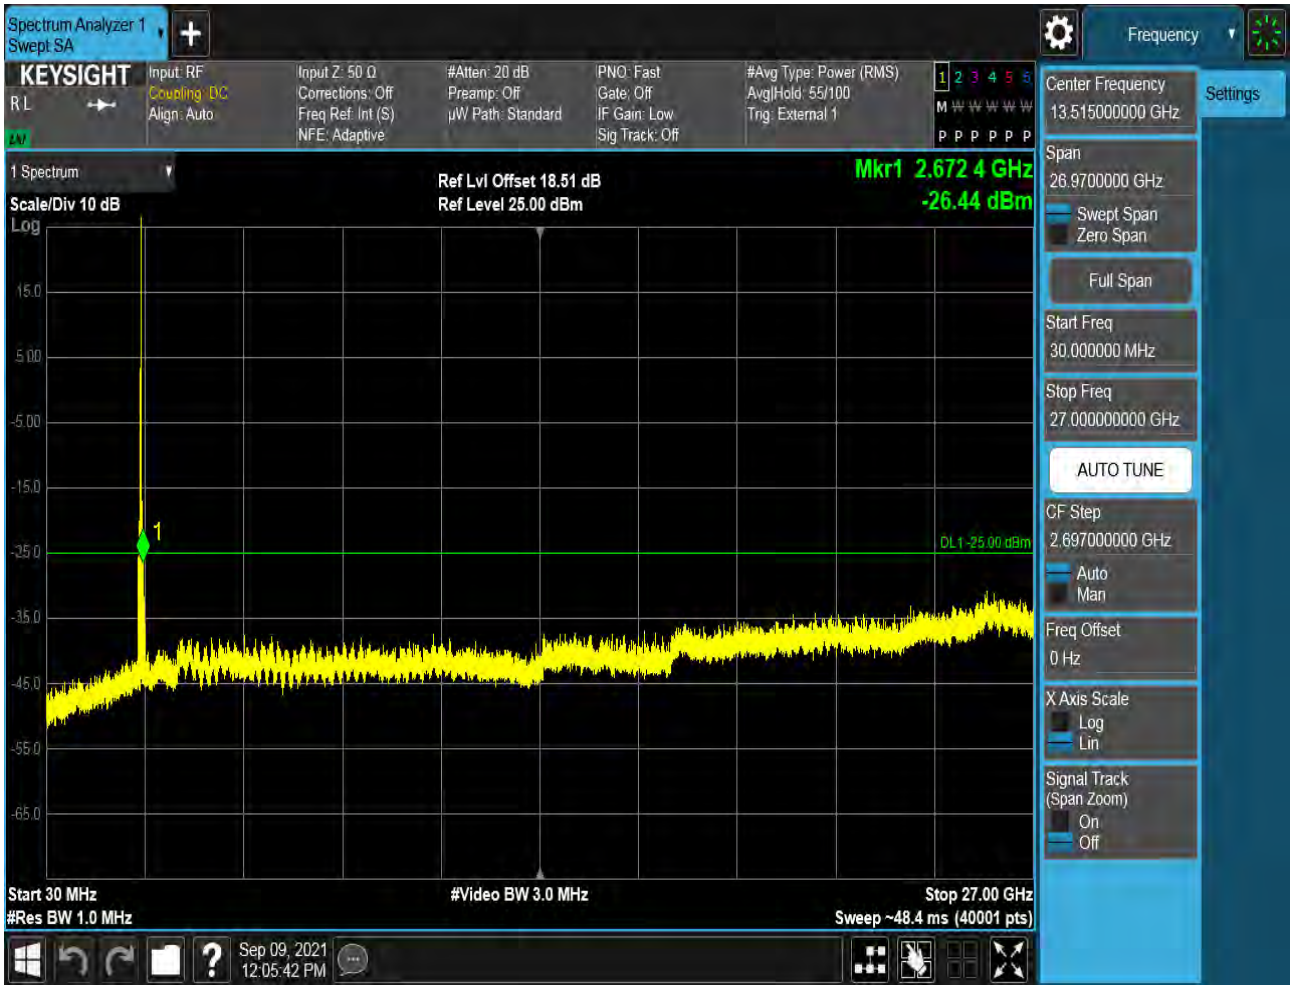 Spectrum Analyzer 1
Swept SA
Frequency
KEYSIGHT
R L
Input: RF
Coupling: DC
Align: Auto
Input Z: 50 Ω
Corrections: Off
Freq Ref: Int (S)
NFE: Adaptive
#Atten: 20 dB
Preamp: Off
µW Path: Standard
PNO: Fast
Gate: Off
IF Gain: Low
Sig Track: Off
#Avg Type: Power (RMS)
Avg|Hold: 55/100
Trig: External 1
1 2 3 4 5 6
M W W W W W
P P P P P P
1 Spectrum
Scale/Div 10 dB
Log
Ref Lvl Offset 18.51 dB
Ref Level 25.00 dBm
Mkr1 2.672 4 GHz
-26.44 dBm
15.0
5.00
-5.00
-15.0
-25.0
-35.0
-45.0
-55.0
-65.0
1
DL1 -25.00 dBm
Start 30 MHz
#Res BW 1.0 MHz
#Video BW 3.0 MHz
Stop 27.00 GHz
Sweep ~48.4 ms (40001 pts)
Center Frequency
13.515000000 GHz
Settings
Span
26.9700000 GHz
Swept Span
Zero Span
Full Span
Start Freq
30.000000 MHz
Stop Freq
27.000000000 GHz
AUTO TUNE
CF Step
2.697000000 GHz
Auto
Man
Freq Offset
0 Hz
X Axis Scale
Log
Lin
Signal Track
(Span Zoom)
On
Off
?
Sep 09, 2021
12:05:42 PM